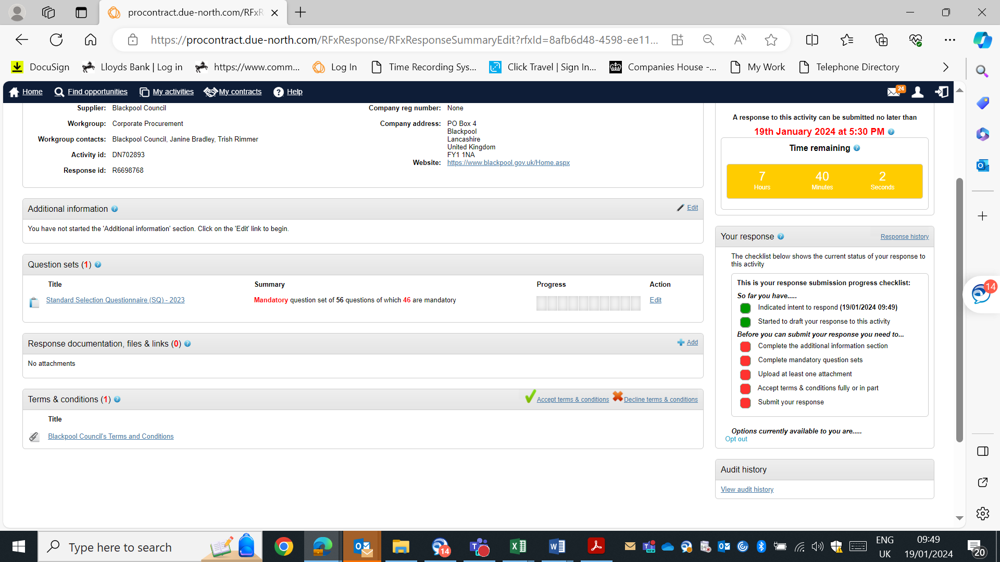 procontract.due-north.com/RFxR
https://procontract.due-north.com/RFxResponse/RFxResponseSummaryEdit?rfxId=8afb6d48-4598-ee11...
DocuSign
Lloyds Bank | Log in
https://www.comm...
Log In
Time Recording Sys...
Click Travel | Sign In...
Companies House -...
My Work
Telephone Directory
Home
Find opportunities
My activities
My contracts
Help
24
Supplier: Blackpool Council
Workgroup: Corporate Procurement
Workgroup contacts: Blackpool Council, Janine Bradley, Trish Rimmer
Activity id: DN702893
Response id: R6698768
Company reg number: None
Company address: PO Box 4
Blackpool
Lancashire
United Kingdom
FY1 1NA
Website: https://www.blackpool.gov.uk/Home.aspx
A response to this activity can be submitted no later than
19th January 2024 at 5:30 PM
Time remaining
7 40 2
Hours Minutes Seconds
Additional information
Edit
You have not started the 'Additional information' section. Click on the 'Edit' link to begin.
Question sets (1)
Title Summary Progress Action
Standard Selection Questionnaire (SQ) - 2023
Mandatory question set of 56 questions of which 46 are mandatory
Edit
Response documentation, files & links (0)
Add
No attachments
Terms & conditions (1)
Accept terms & conditions
Decline terms & conditions
Title
Blackpool Council's Terms and Conditions
Your response
Response history
The checklist below shows the current status of your response to
this activity
This is your response submission progress checklist:
So far you have.....
Indicated intent to respond (19/01/2024 09:49)
Started to draft your response to this activity
Before you can submit your response you need to...
Complete the additional information section
Complete mandatory question sets
Upload at least one attachment
Accept terms & conditions fully or in part
Submit your response
Options currently available to you are.....
Opt out
Audit history
View audit history
14
Type here to search
14
ENG
UK
09:49
19/01/2024
20